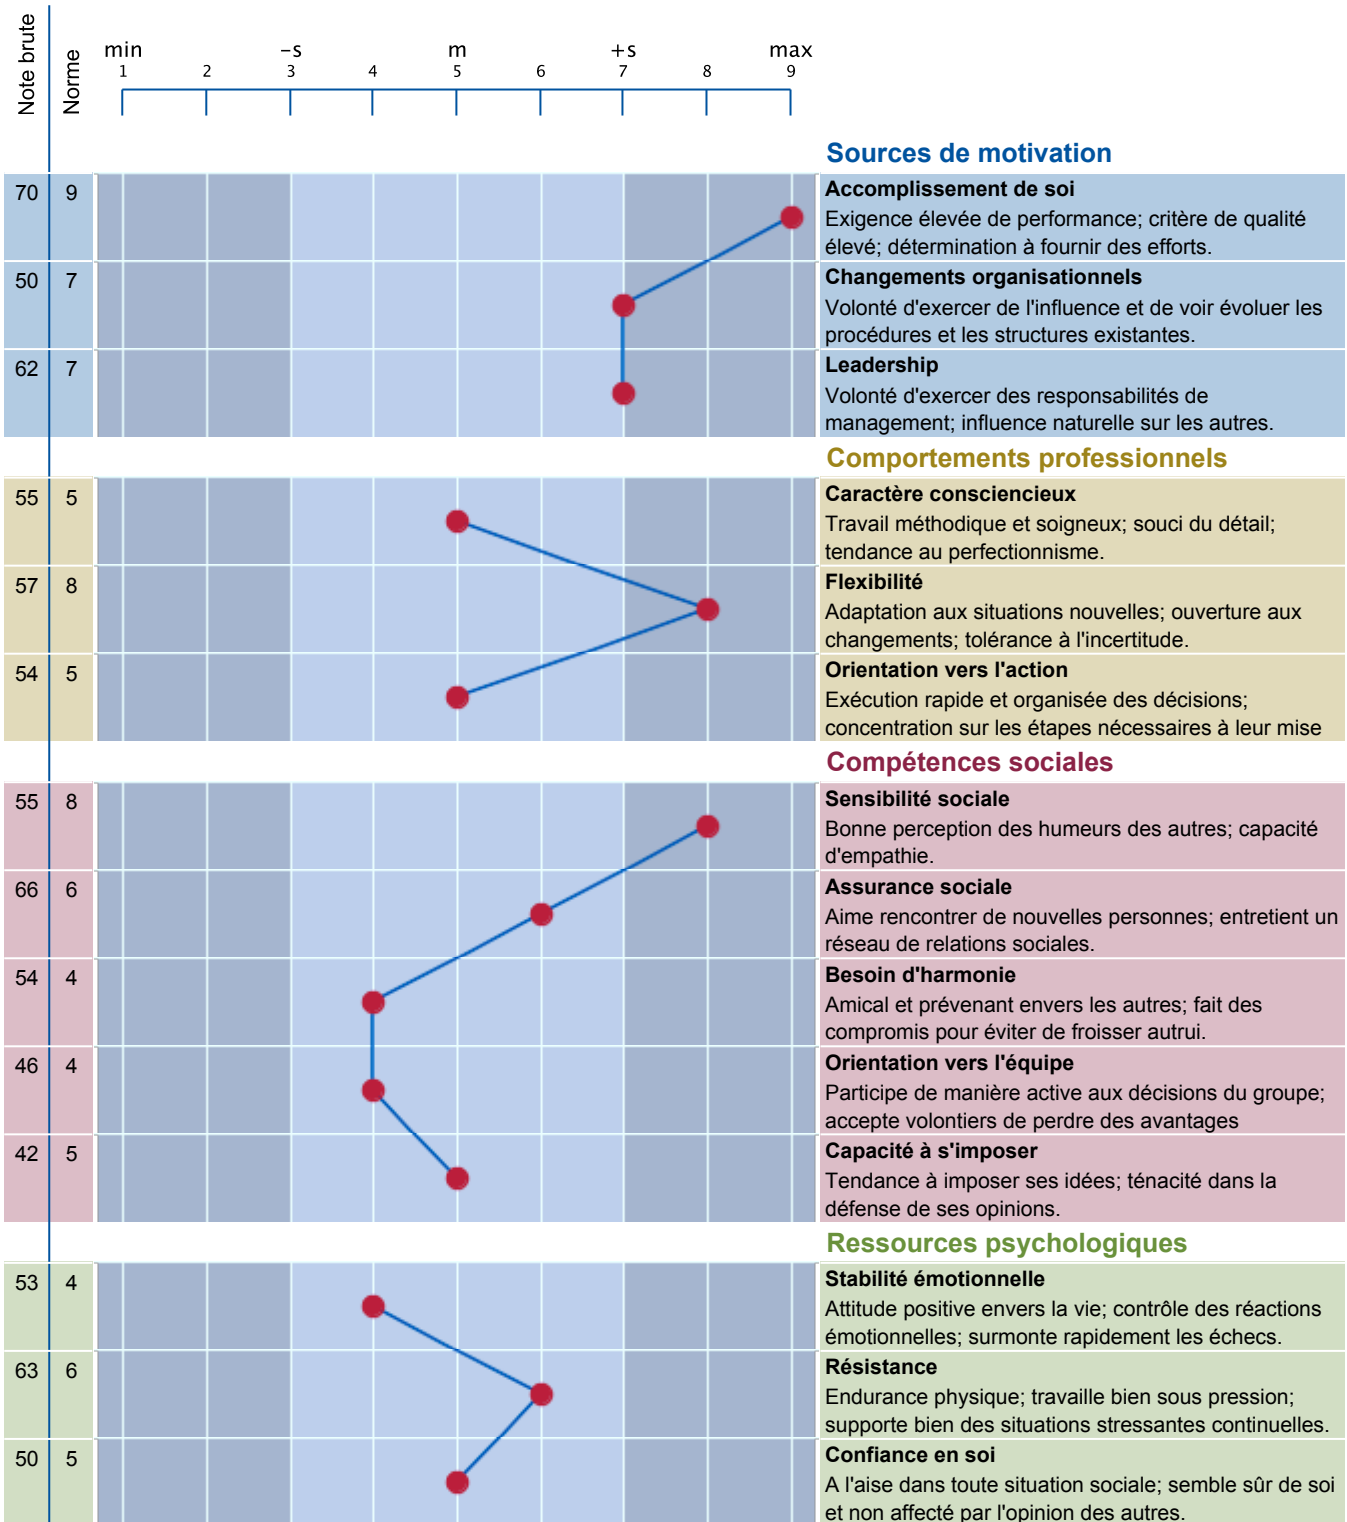 Note brute
Norme
min -s m +s max
1 2 3 4 5 6 7 8 9
Sources de motivation
70 9 Accomplissement de soi
Exigence élevée de performance; critère de qualité
élevé; détermination à fournir des efforts.
50 7 Changements organisationnels
Volonté d'exercer de l'influence et de voir évoluer les
procédures et les structures existantes.
62 7 Leadership
Volonté d'exercer des responsabilités de
management; influence naturelle sur les autres.
Comportements professionnels
55 5 Caractère consciencieux
Travail méthodique et soigneux; souci du détail;
tendance au perfectionnisme.
57 8 Flexibilité
Adaptation aux situations nouvelles; ouverture aux
changements; tolérance à l'incertitude.
54 5 Orientation vers l'action
Exécution rapide et organisée des décisions;
concentration sur les étapes nécessaires à leur mise
Compétences sociales
55 8 Sensibilité sociale
Bonne perception des humeurs des autres; capacité
d'empathie.
66 6 Assurance sociale
Aime rencontrer de nouvelles personnes; entretient un
réseau de relations sociales.
54 4 Besoin d'harmonie
Amical et prévenant envers les autres; fait des
compromis pour éviter de froisser autrui.
46 4 Orientation vers l'équipe
Participe de manière active aux décisions du groupe;
accepte volontiers de perdre des avantages
42 5 Capacité à s'imposer
Tendance à imposer ses idées; ténacité dans la
défense de ses opinions.
Ressources psychologiques
53 4 Stabilité émotionnelle
Attitude positive envers la vie; contrôle des réactions
émotionnelles; surmonte rapidement les échecs.
63 6 Résistance
Endurance physique; travaille bien sous pression;
supporte bien des situations stressantes continuelles.
50 5 Confiance en soi
A l'aise dans toute situation sociale; semble sûr de soi
et non affecté par l'opinion des autres.